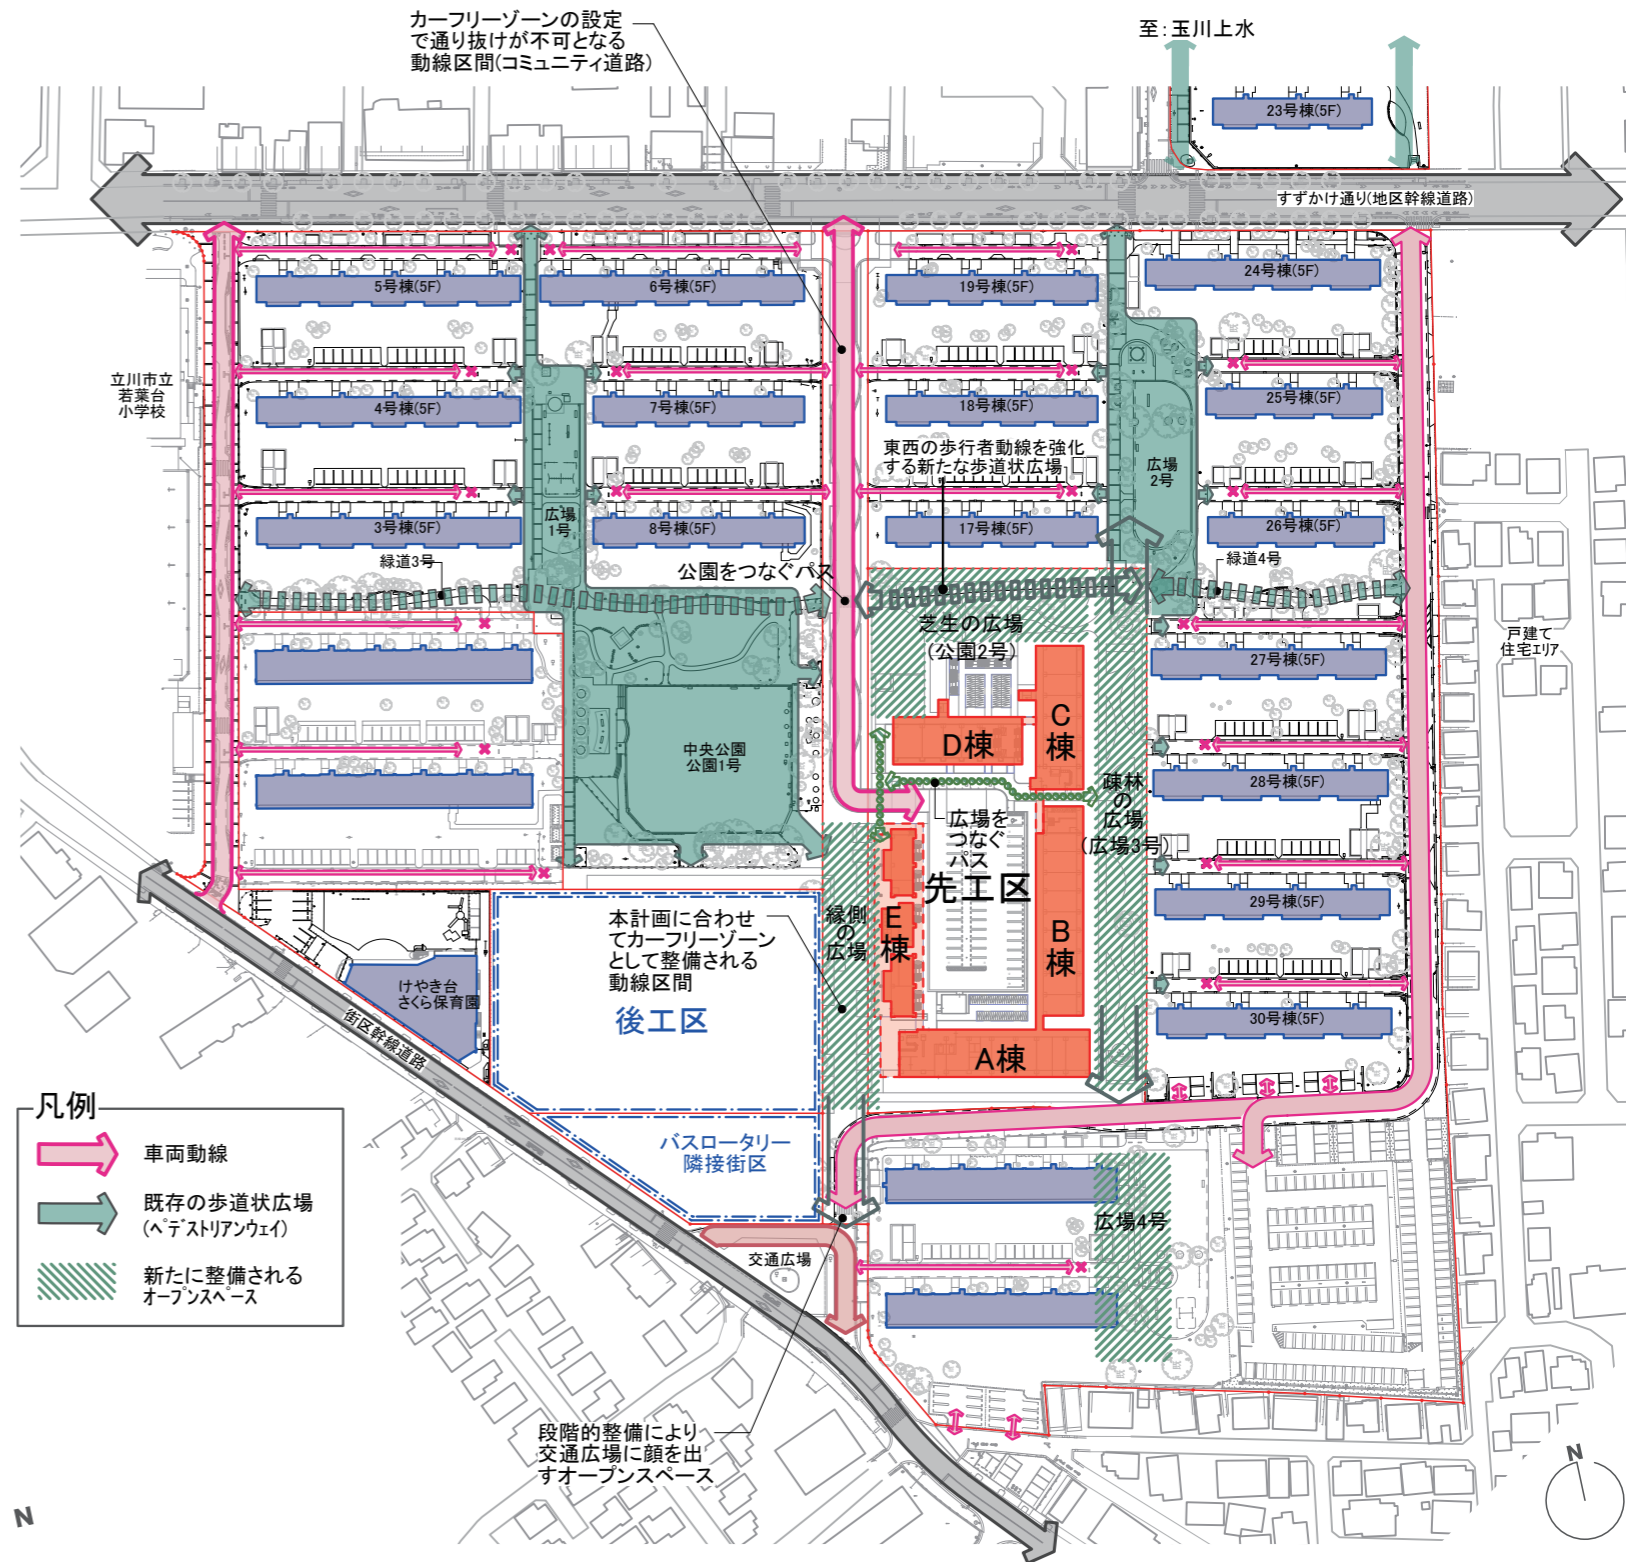 カーフリーゾーンの設定
で通り抜けが不可となる
動線区間(コミュニティ道路)
至：玉川上水
23号棟(5F)
すずかけ通り(地区幹線道路)
5号棟(5F)
6号棟(5F)
19号棟(5F)
24号棟(5F)
立川市立
若葉台
小学校
4号棟(5F)
7号棟(5F)
18号棟(5F)
25号棟(5F)
東西の歩行者動線を強化
する新たな歩道状広場
広場
2号
3号棟(5F)
広場
1号
8号棟(5F)
17号棟(5F)
26号棟(5F)
緑道3号
公園をつなぐパス
緑道4号
芝生の広場
(公園2号)
戸建て
住宅エリア
27号棟(5F)
C
棟
D棟
中央公園
公園1号
28号棟(5F)
疎林
の
広場
(広場3号)
広場を
つなぐ
パス
先工区
29号棟(5F)
本計画に合わせ
てカーフリーゾーン
として整備される
動線区間
縁側
の
広場
E
棟
B
棟
けやき台
さくら保育園
後工区
30号棟(5F)
街区幹線道路
A棟
凡例
車両動線
既存の歩道状広場
(ペデストリアンウェイ)
新たに整備される
オープンスペース
バスロータリー
隣接街区
広場4号
交通広場
段階的整備により
交通広場に顔を出
すオープンスペース
N
N